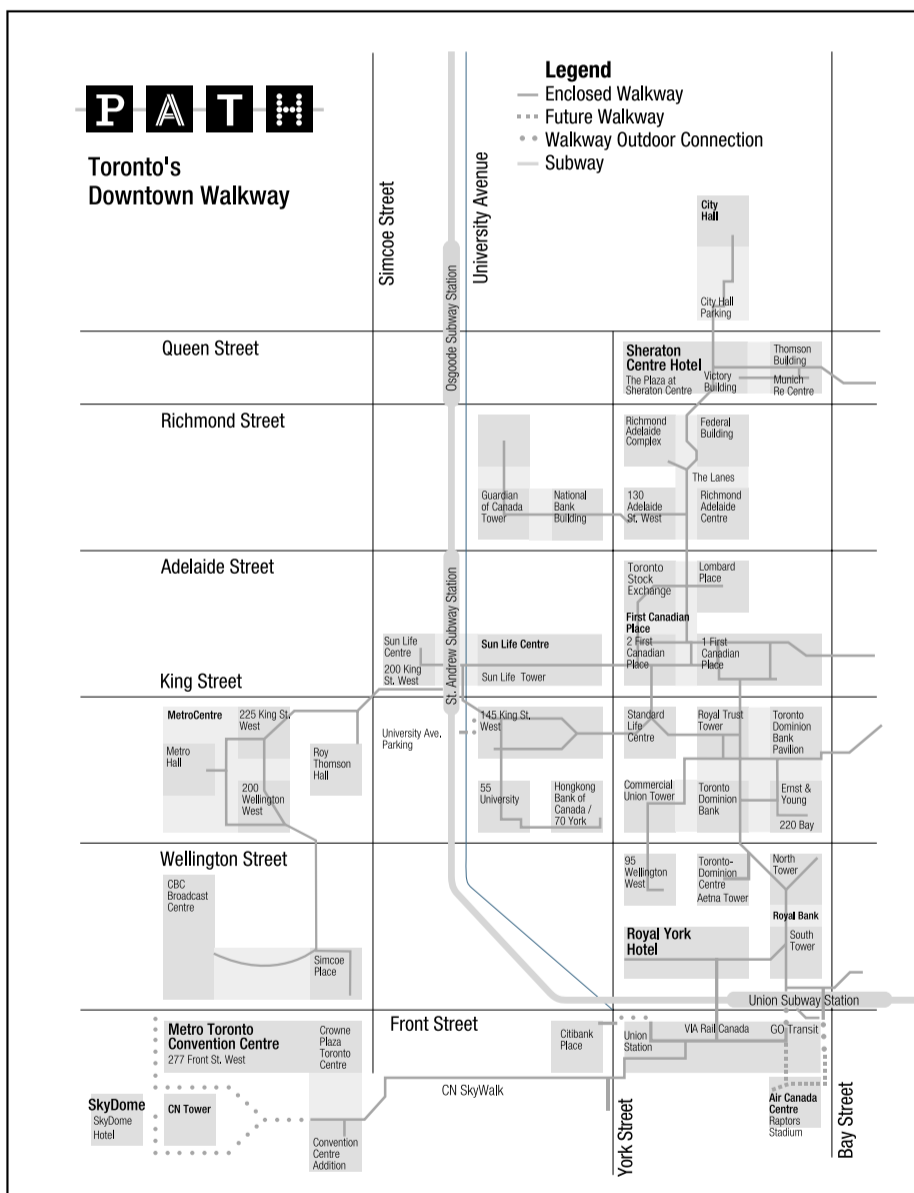 PATH
Toronto's
Downtown Walkway
Legend
Enclosed Walkway
Future Walkway
Walkway Outdoor Connection
Subway
Simcoe Street
University Avenue
Osgoode Subway Station
City
Hall
City Hall
Parking
Queen Street
Sheraton
Centre Hotel
The Plaza at
Sheraton Centre
Victory
Building
Thomson
Building
Munich
Re Centre
Richmond Street
Richmond
Adelaide
Complex
Federal
Building
The Lanes
Guardian
of Canada
Tower
National
Bank
Building
130
Adelaide
St. West
Richmond
Adelaide
Centre
Adelaide Street
St. Andrew Subway Station
Toronto
Stock
Exchange
Lombard
Place
First Canadian
Place
Sun Life
Centre
200 King
St. West
Sun Life Centre
Sun Life Tower
2 First
Canadian
Place
1 First
Canadian
Place
King Street
MetroCentre
225 King St.
West
Metro
Hall
Roy
Thomson
Hall
200
Wellington
West
University Ave.
Parking
145 King St.
West
55
University
Hongkong
Bank of
Canada /
70 York
Standard
Life
Centre
Royal Trust
Tower
Toronto
Dominion
Bank
Pavilion
Commercial
Union Tower
Toronto
Dominion
Bank
Ernst &
Young
220 Bay
Wellington Street
CBC
Broadcast
Centre
Simcoe
Place
95
Wellington
West
Toronto-
Dominion
Centre
Aetna Tower
North
Tower
Royal Bank
South
Tower
Royal York
Hotel
Union Subway Station
Front Street
Metro Toronto
Convention Centre
277 Front St. West
Crowne
Plaza
Toronto
Centre
Citibank
Place
Union
Station
VIA Rail Canada
GO Transit
CN SkyWalk
SkyDome
SkyDome
Hotel
CN Tower
Convention
Centre
Addition
Air Canada
Centre
Raptors
Stadium
York Street
Bay Street